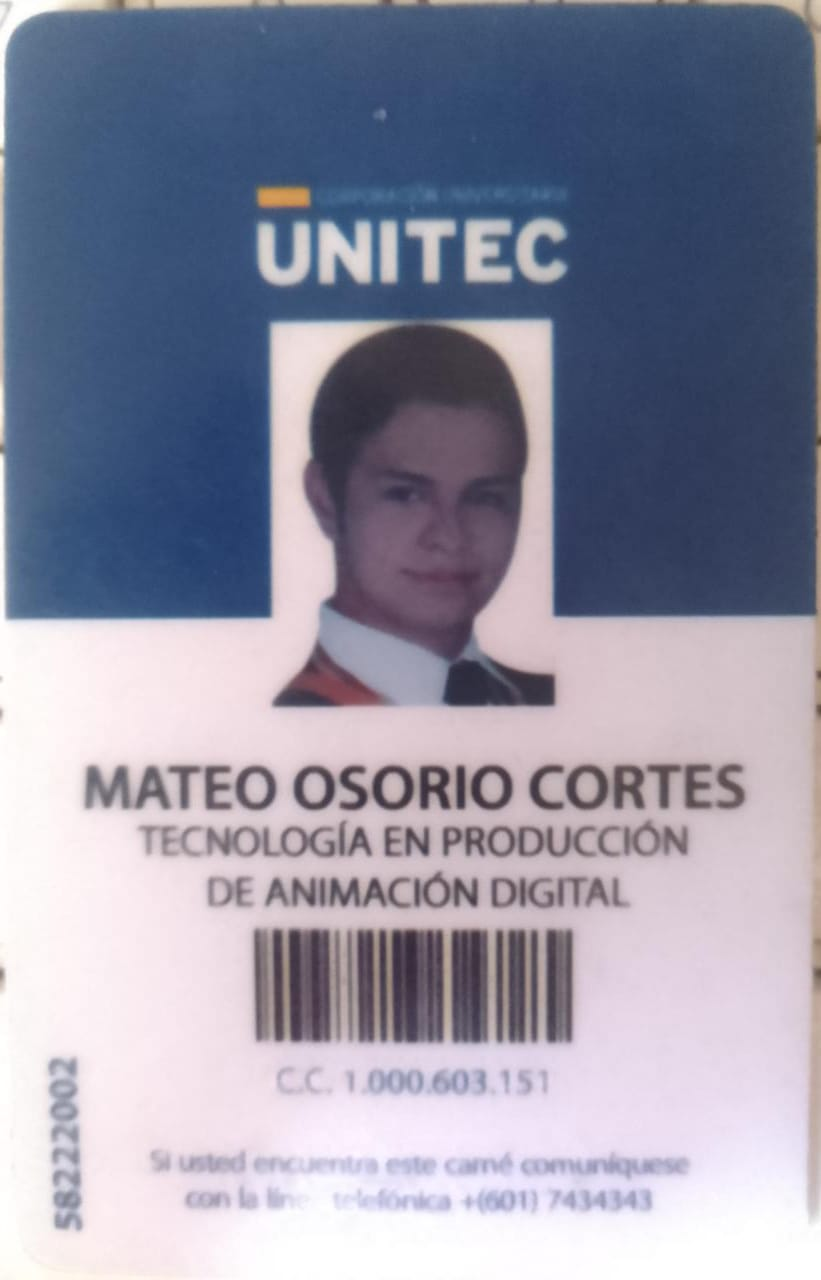 CORPORACIÓN UNIVERSITARIA
UNITEC
MATEO OSORIO CORTES
TECNOLOGÍA EN PRODUCCIÓN
DE ANIMACIÓN DIGITAL
C.C. 1.000.603.151
58222002
Si usted encuentra este carné comuníquese
con la telefónica +(601) 7434343